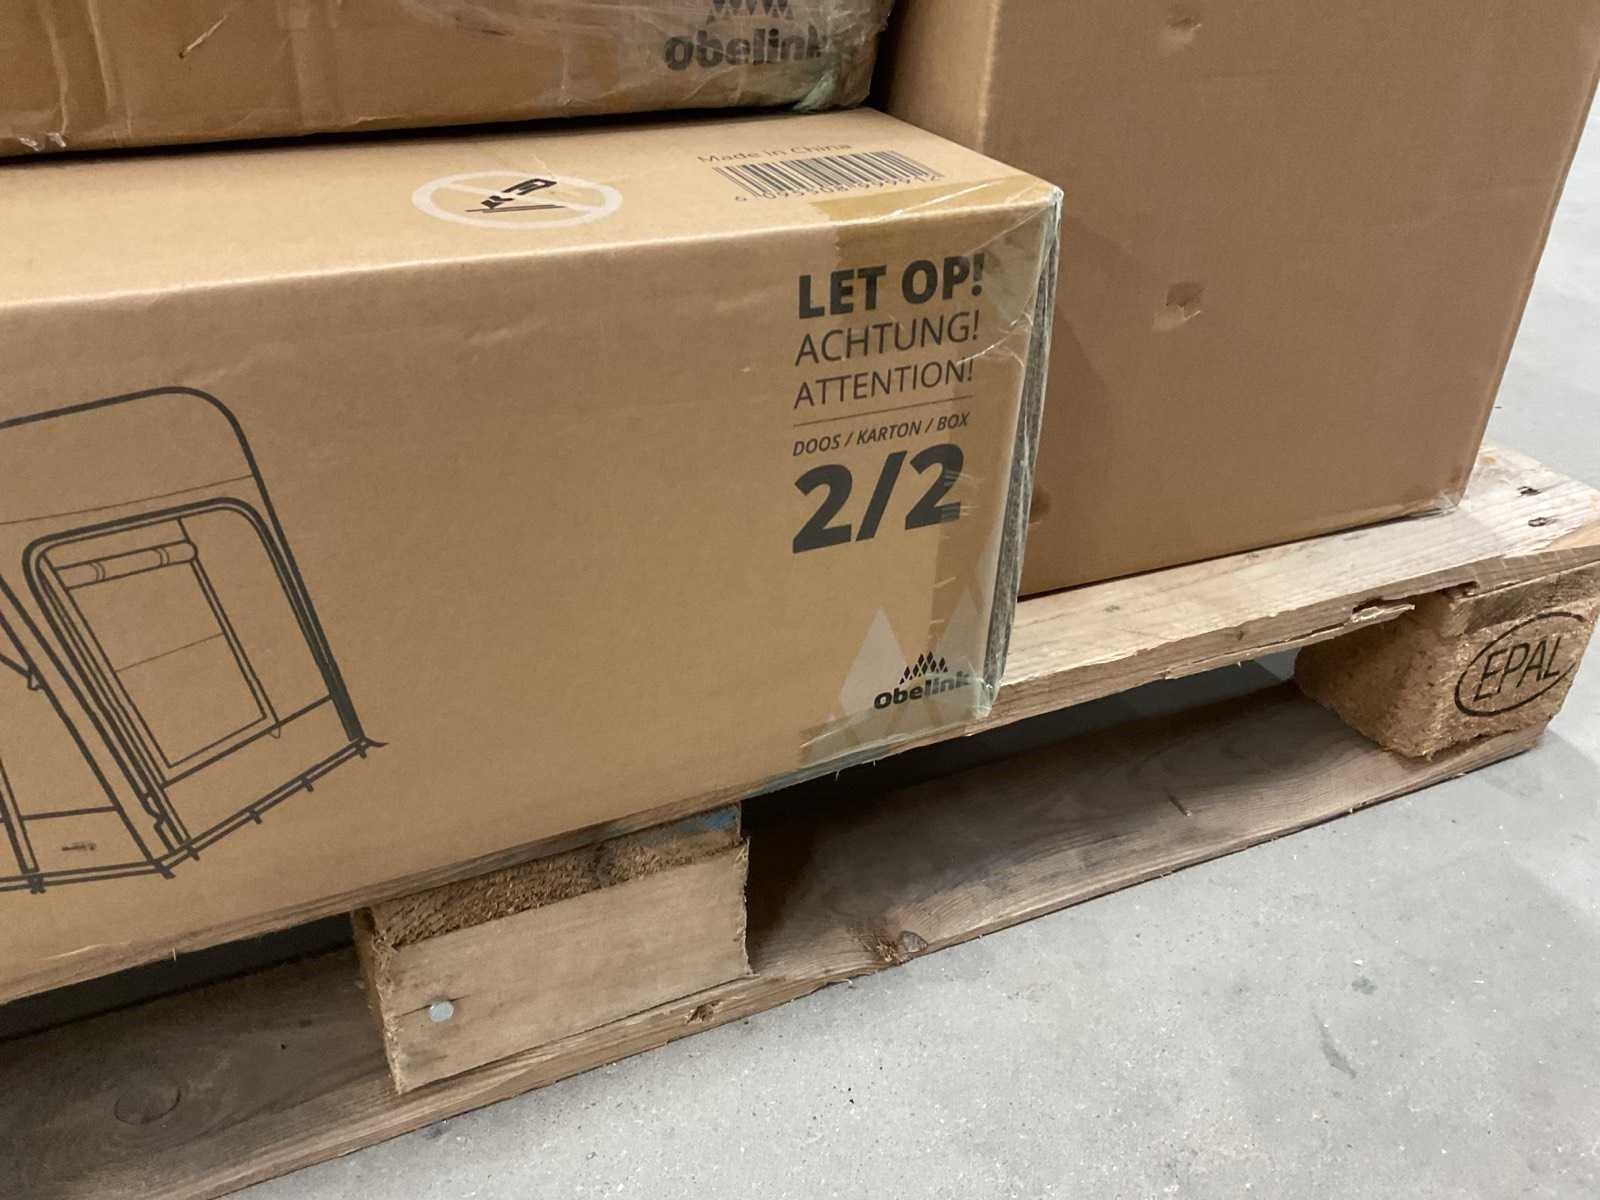 Obelink
Made in China
LET OP!
ACHTUNG!
ATTENTION!
DOOS / KARTON / BOX
2/2
Obelink
EPAL